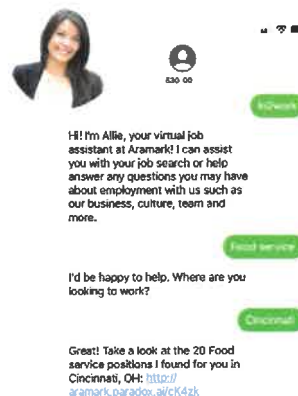 Hi! I'm Allie, your virtual job
assistant at Aramark! I can assist
you with your job search or help
answer any questions you may have
about employment with us such as
our business, culture, team and
more.
Food service
I'd be happy to help. Where are you
looking to work?
Cincinnati
Great! Take a look at the 20 Food
service positions I found for you in
Cincinnati, OH: http://
aramark.paradox.ai/cK4zk